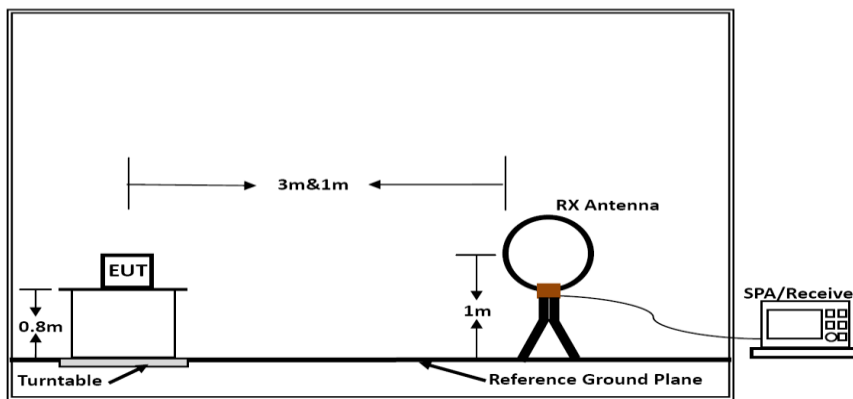 3m&1m
RX Antenna
EUT
SPA/Receive
0.8m
1m
Turntable
Reference Ground Plane